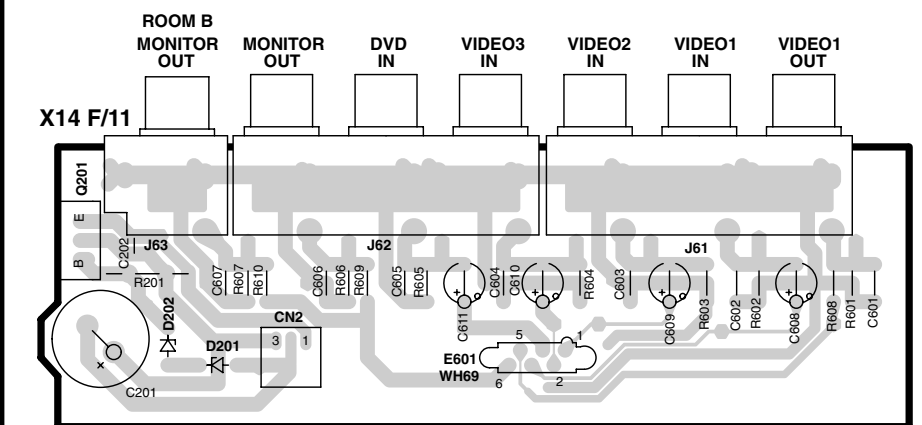 ROOM B
MONITOR
OUT
MONITOR
OUT
DVD
IN
VIDEO3
IN
VIDEO2
IN
VIDEO1
IN
VIDEO1
OUT
X14 F/11
Q201
E
B
C202
J63
J62
J61
R201
C607
R607
R610
C606
R606
R609
C605
R605
C611
C604
C610
R604
C603
C609
R603
C602
R602
C608
R608
R601
C601
D202
D201
CN2
3 1
E601
WH69
5 1
6 2
C201